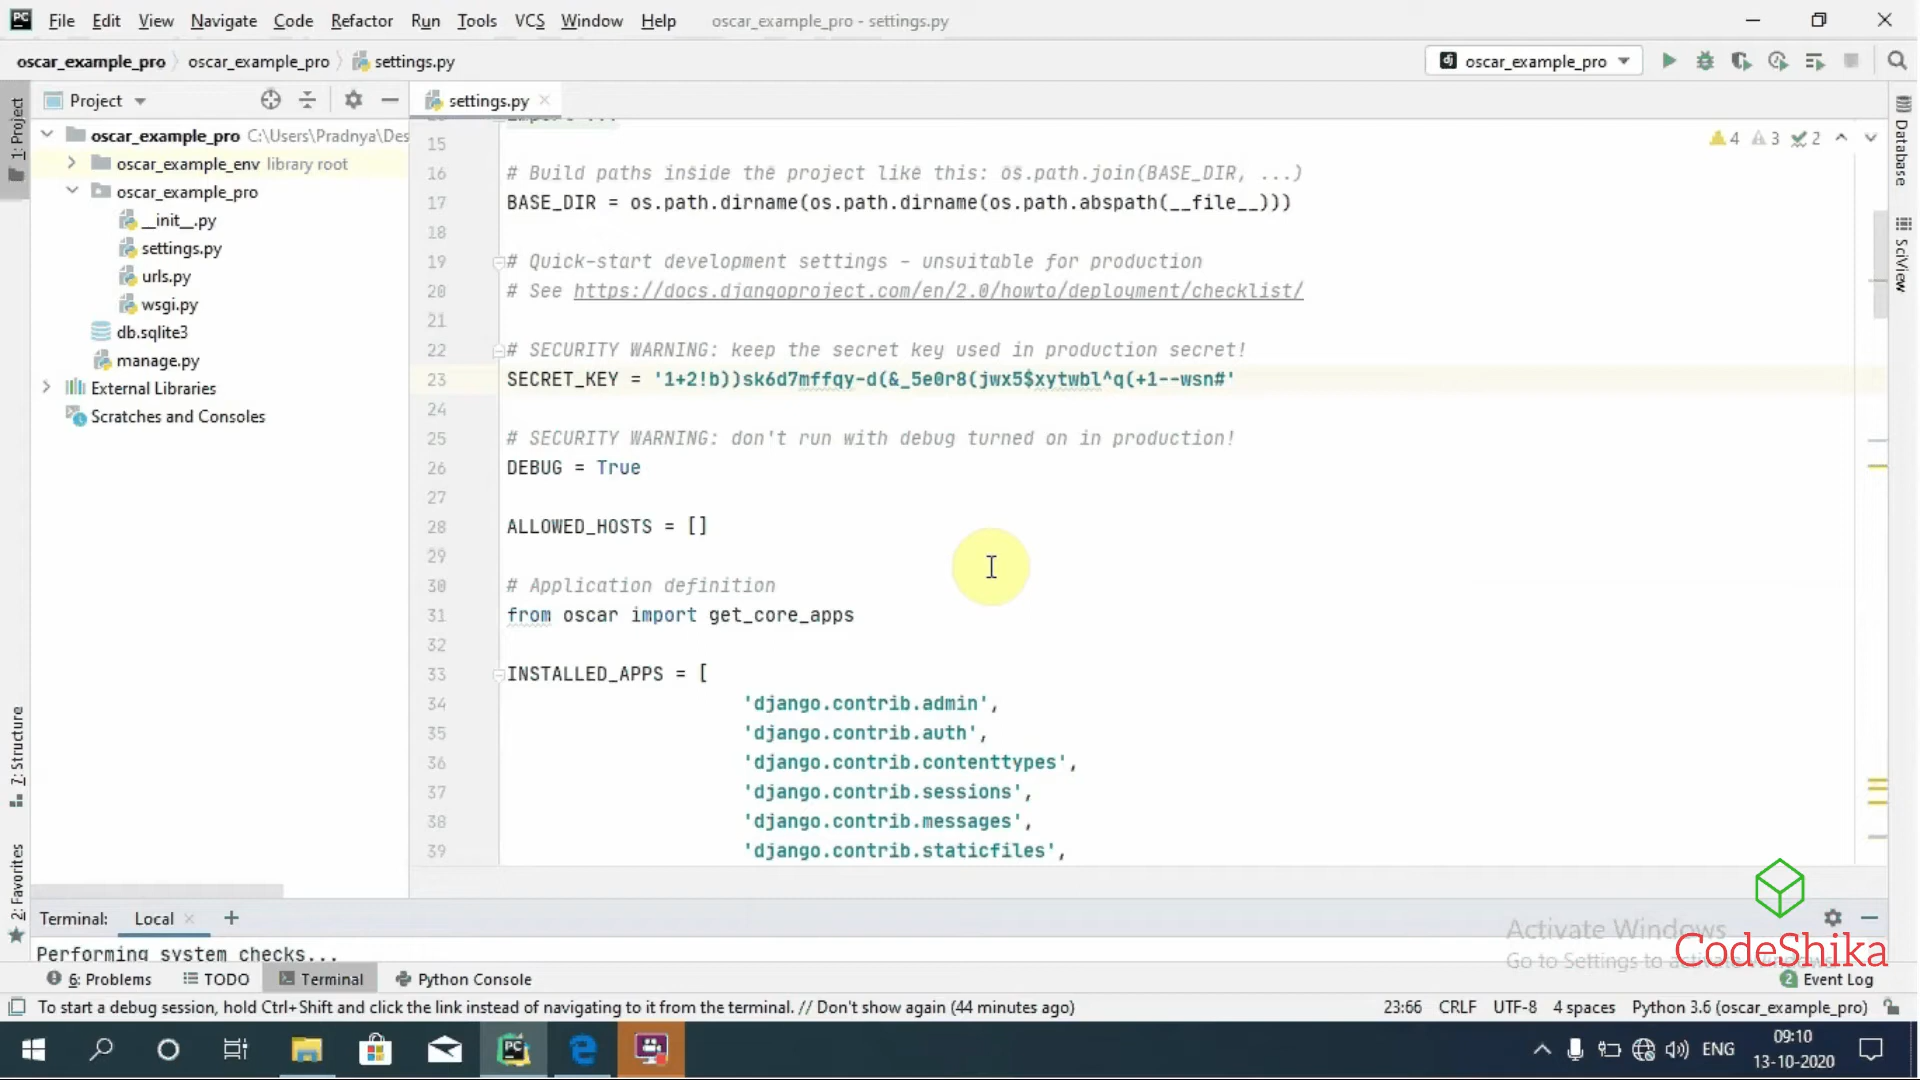 File Edit View Navigate Code Refactor Run Tools VCS Window Help oscar_example_pro - settings.py
oscar_example_pro oscar_example_pro settings.py oscar_example_pro
Project settings.py
1: Project
oscar_example_pro C:\Users\Pradnya\Des
oscar_example_env library root
oscar_example_pro
__init__.py
settings.py
urls.py
wsgi.py
db.sqlite3
manage.py
External Libraries
Scratches and Consoles
7: Structure
2: Favorites
4 3 2
Database
SciView
import ...
15
16 # Build paths inside the project like this: os.path.join(BASE_DIR, ...)
17 BASE_DIR = os.path.dirname(os.path.dirname(os.path.abspath(__file__)))
18
19 # Quick-start development settings - unsuitable for production
20 # See https://docs.djangoproject.com/en/2.0/howto/deployment/checklist/
21
22 # SECURITY WARNING: keep the secret key used in production secret!
23 SECRET_KEY = '1+2!b))sk6d7mffqy-d(&_5e0r8(jwx5$xytwbl^q(+1--wsn#'
24
25 # SECURITY WARNING: don't run with debug turned on in production!
26 DEBUG = True
27
28 ALLOWED_HOSTS = []
29
30 # Application definition
31 from oscar import get_core_apps
32
33 INSTALLED_APPS = [
34 'django.contrib.admin',
35 'django.contrib.auth',
36 'django.contrib.contenttypes',
37 'django.contrib.sessions',
38 'django.contrib.messages',
39 'django.contrib.staticfiles',
Terminal: Local
Performing system checks...
Activate Windows
CodeShika
6: Problems TODO Terminal Python Console 2 Event Log
To start a debug session, hold Ctrl+Shift and click the link instead of navigating to it from the terminal. // Don't show again (44 minutes ago) 23:66 CRLF UTF-8 4 spaces Python 3.6 (oscar_example_pro)
ENG 09:10
13-10-2020